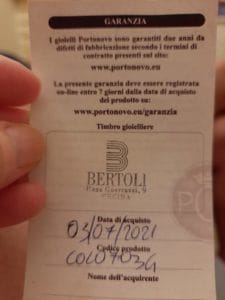 GARANZIA
I gioielli Portonovo sono garantiti due anni da
difetti di fabbricazione secondo i termini di
contratto presenti sul sito:
www.portonovo.eu
La presente garanzia deve essere registrata
on-line entro 7 giorni dalla data di acquisto
del prodotto su:
www.portonovo.eu/garanzia
Timbro gioielliere
B
BERTOLI
P.zza Guerrazzi, 9
CECINA
Data di acquisto
03/07/2021
Codice prodotto
Nome dell'acquirente